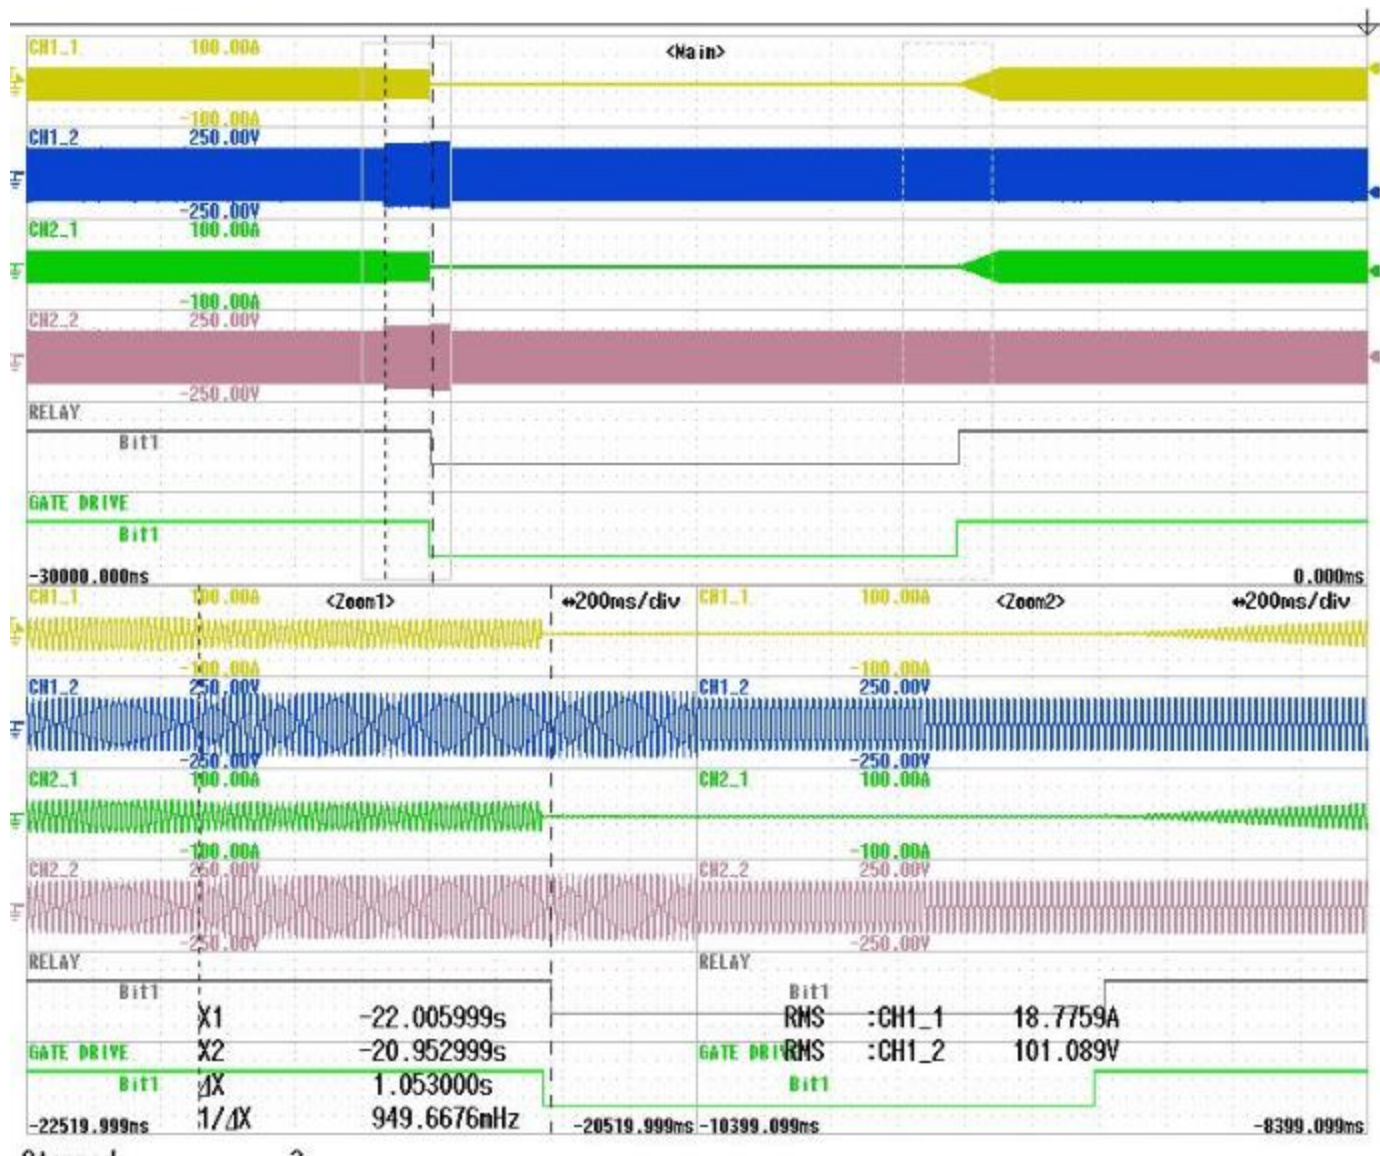 CH1_1 100.00A <Main>
-100.00A
CH1_2 250.00V
-250.00V
CH2_1 100.00A
-100.00A
CH2_2 250.00V
-250.00V
RELAY
Bit1
GATE DRIVE
Bit1
-30000.000ms 0.000ms
CH1_1 100.00A <Zoom1> ↔200ms/div CH1_1 100.00A <Zoom2> ↔200ms/div
-100.00A -100.00A
CH1_2 250.00V CH1_2 250.00V
-250.00V -250.00V
CH2_1 100.00A CH2_1 100.00A
-100.00A -100.00A
CH2_2 250.00V CH2_2 250.00V
-250.00V -250.00V
RELAY RELAY
Bit1 Bit1
X1 -22.005999s RMS :CH1_1 18.7759A
GATE DRIVE X2 -20.952999s GATE DRI RMS :CH1_2 101.089V
Bit1 ΔX 1.053000s Bit1
-22519.999ms 1/ΔX 949.6676mHz -20519.999ms -10399.099ms -8399.099ms